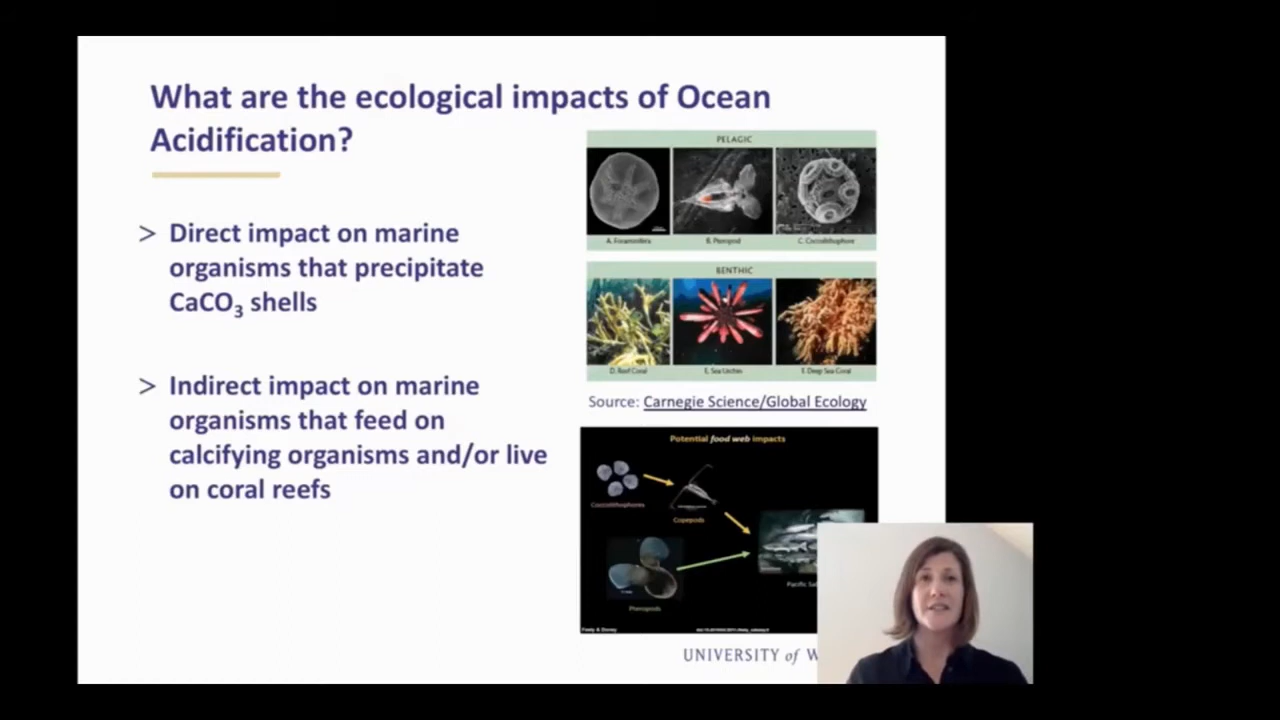 What are the ecological impacts of Ocean
Acidification?
> Direct impact on marine
organisms that precipitate
CaCO3 shells
> Indirect impact on marine
organisms that feed on
calcifying organisms and/or live
on coral reefs
PELAGIC
A. Foraminifera
B. Pteropod
C. Coccolithophore
BENTHIC
D. Reef Coral
E. Sea Urchin
F. Deep Sea Coral
Source: Carnegie Science/Global Ecology
Potential food web impacts
Coccolithophores
Copepods
Pacific Sal
Pteropods
UNIVERSITY of W